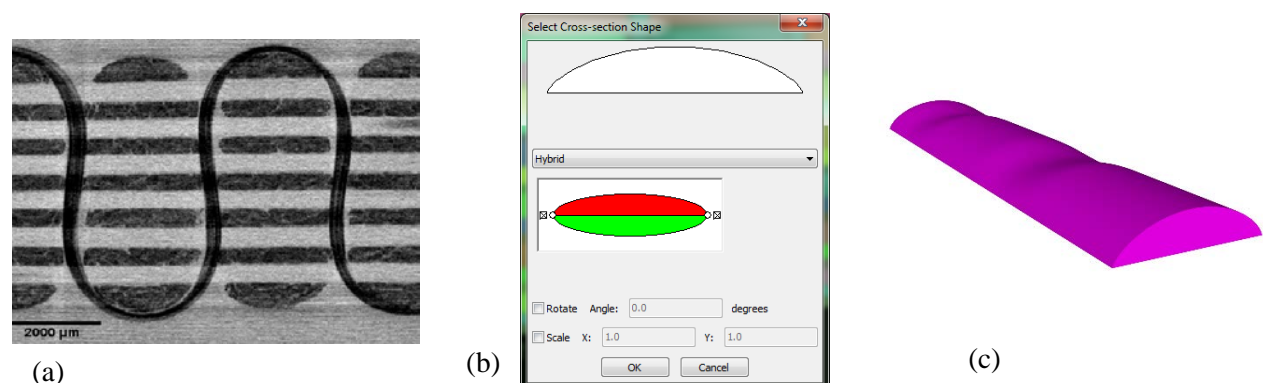 2000 µm
(a)
(b)
Select Cross-section Shape
Hybrid
Rotate Angle: 0.0 degrees
Scale X: 1.0 Y: 1.0
OK Cancel
(c)